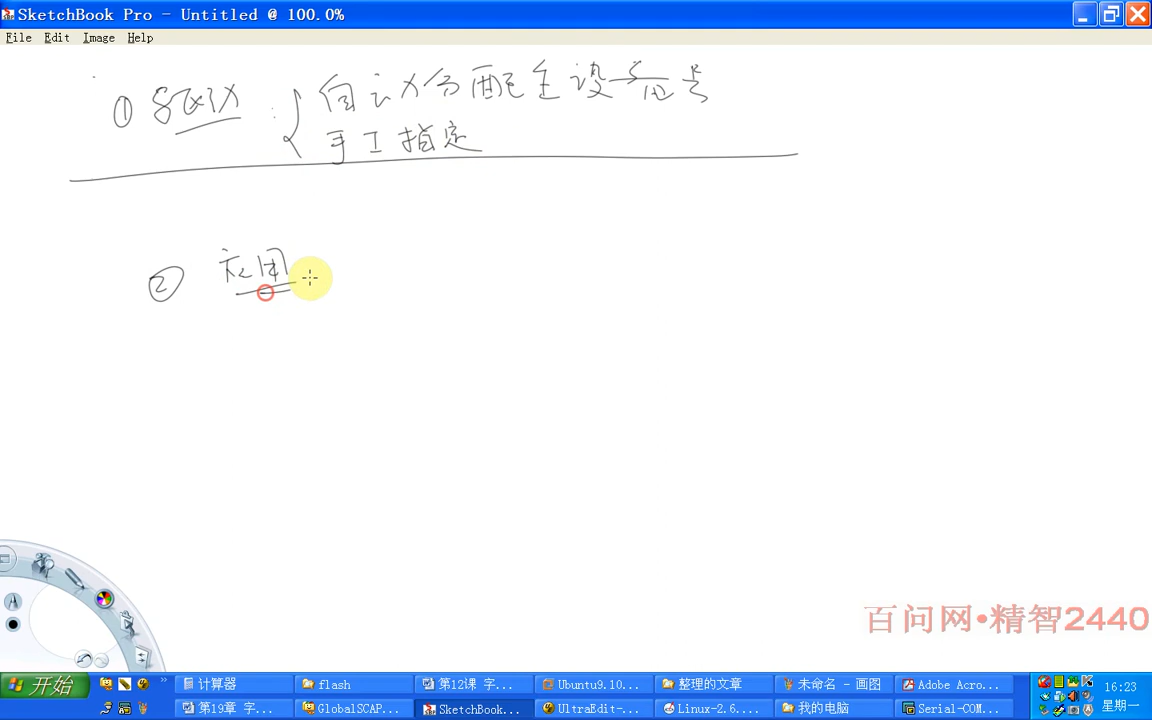 SketchBook Pro - Untitled @ 100.0%
File Edit Image Help
① 驱动 : { 自动分配主设备号
手工指定
② 应用
百问网•精智2440
开始 计算器 flash 第12课 字... Ubuntu9.10... 整理的文章 未命名 - 画图 Adobe Acro... 16:23
第19章 字... GlobalSCAP... SketchBook... UltraEdit-... Linux-2.6.... 我的电脑 Serial-COM... 星期一